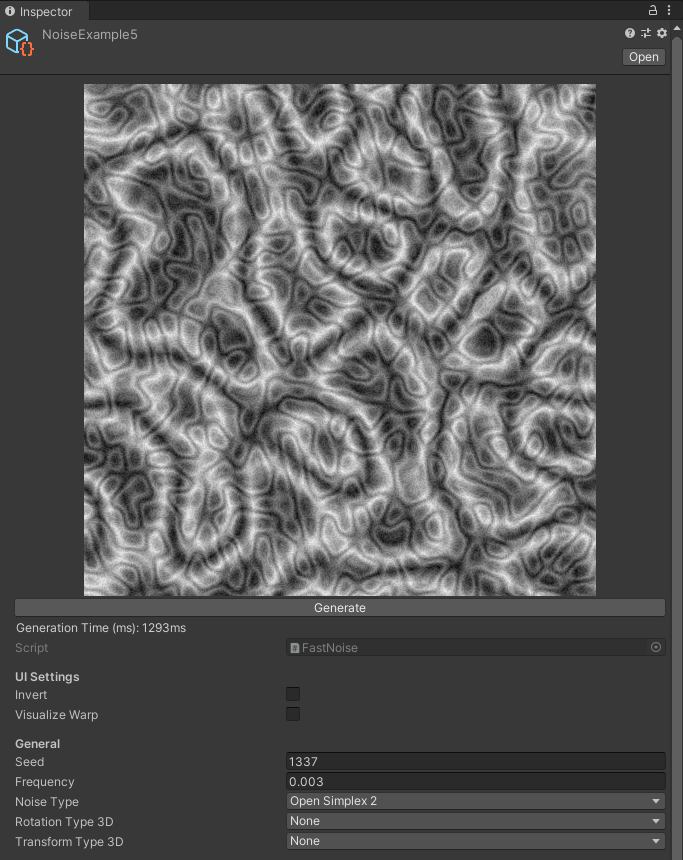 Inspector
NoiseExample5
Open
Generate
Generation Time (ms): 1293ms
Script FastNoise
UI Settings
Invert
Visualize Warp
General
Seed 1337
Frequency 0.003
Noise Type Open Simplex 2
Rotation Type 3D None
Transform Type 3D None